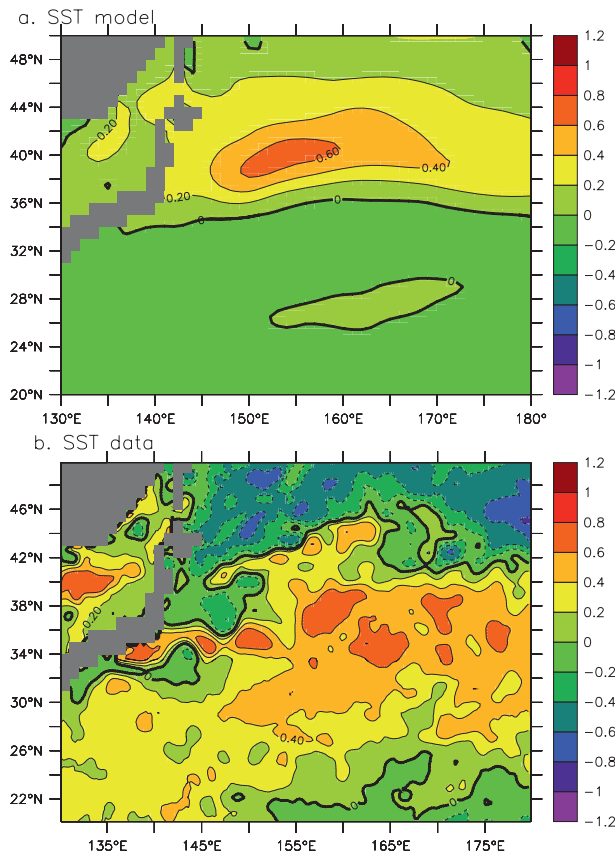 a. SST model
48°N
44°N
40°N
36°N
32°N
28°N
24°N
20°N
130°E 140°E 150°E 160°E 170°E 180°
0.20
0.60
0.40
0.20
0
0
0
1.2
1
0.8
0.6
0.4
0.2
0
−0.2
−0.4
−0.6
−0.8
−1
−1.2
b. SST data
46°N
42°N
38°N
34°N
30°N
26°N
22°N
135°E 145°E 155°E 165°E 175°E
0.20
0
0.40
0
0
1.2
1
0.8
0.6
0.4
0.2
0
−0.2
−0.4
−0.6
−0.8
−1
−1.2